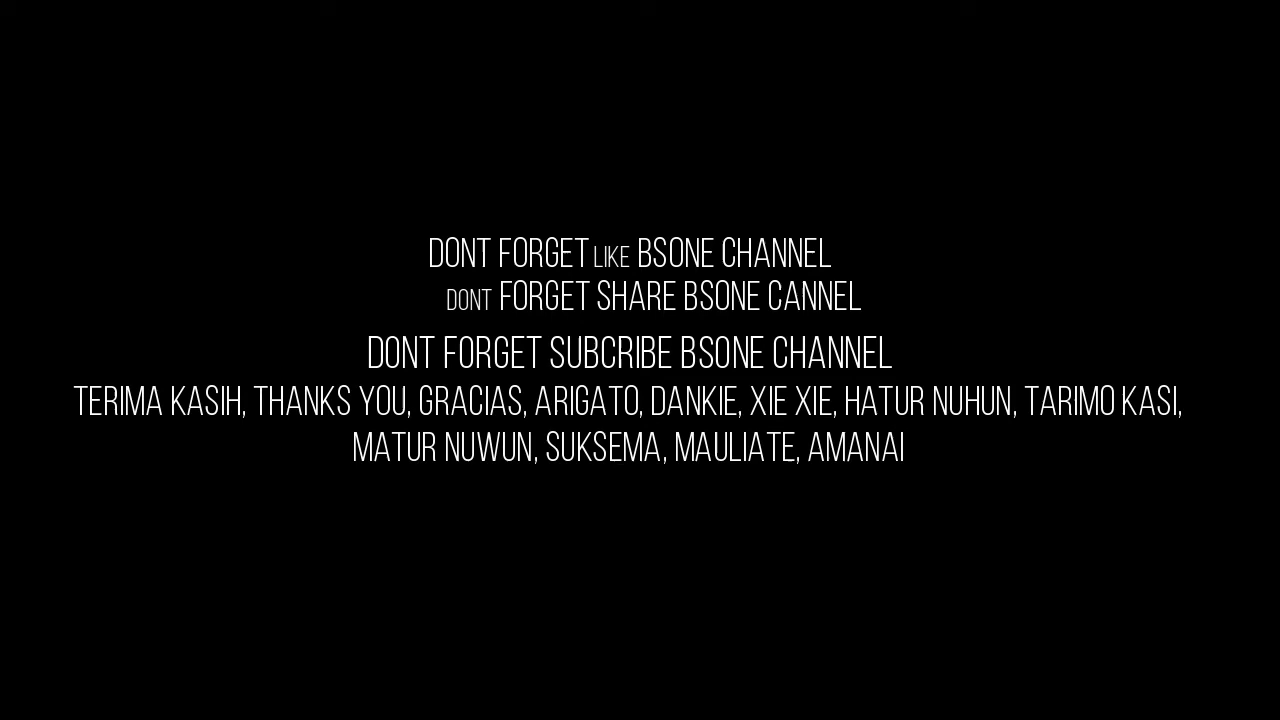 DONT FORGET LIKE BSONE CHANNEL
DONT FORGET SHARE BSONE CANNEL
DONT FORGET SUBCRIBE BSONE CHANNEL
TERIMA KASIH, THANKS YOU, GRACIAS, ARIGATO, DANKIE, XIE XIE, HATUR NUHUN, TARIMO KASI,
MATUR NUWUN, SUKSEMA, MAULIATE, AMANAI